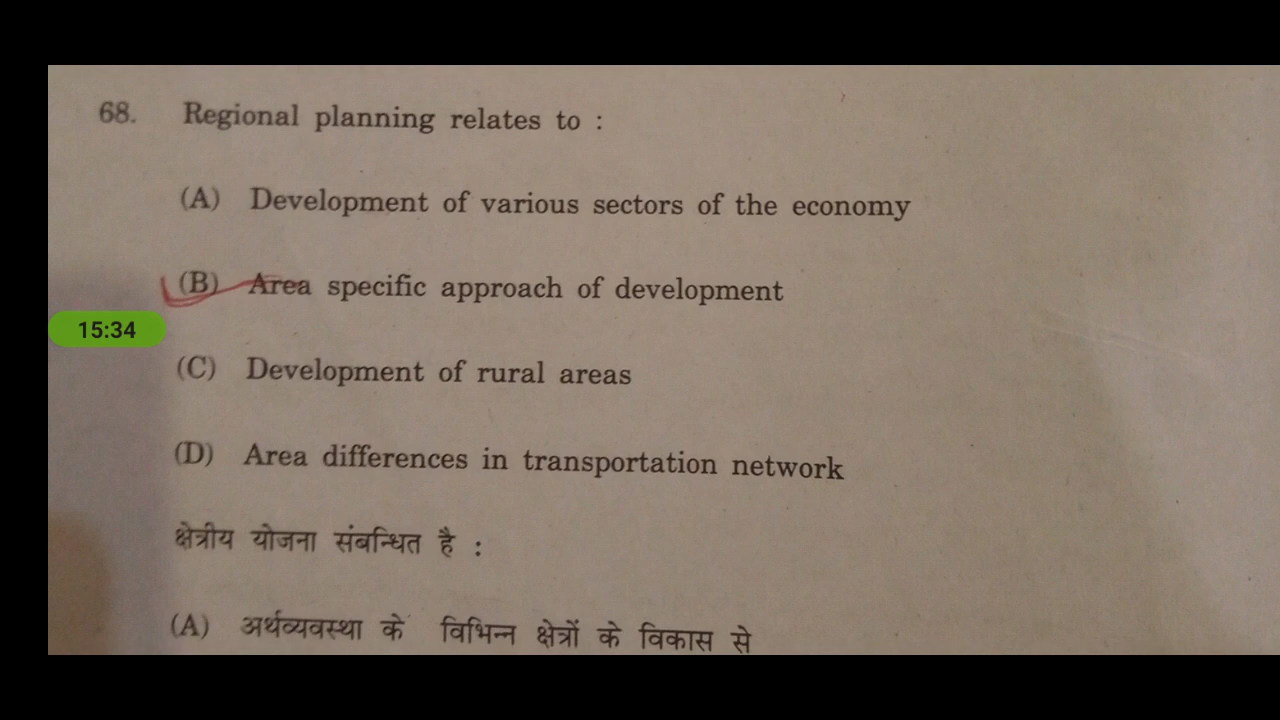 68. Regional planning relates to :
(A) Development of various sectors of the economy
(B) Area specific approach of development
15:34
(C) Development of rural areas
(D) Area differences in transportation network
क्षेत्रीय योजना संबन्धित है :
(A) अर्थव्यवस्था के विभिन्न क्षेत्रों के विकास से